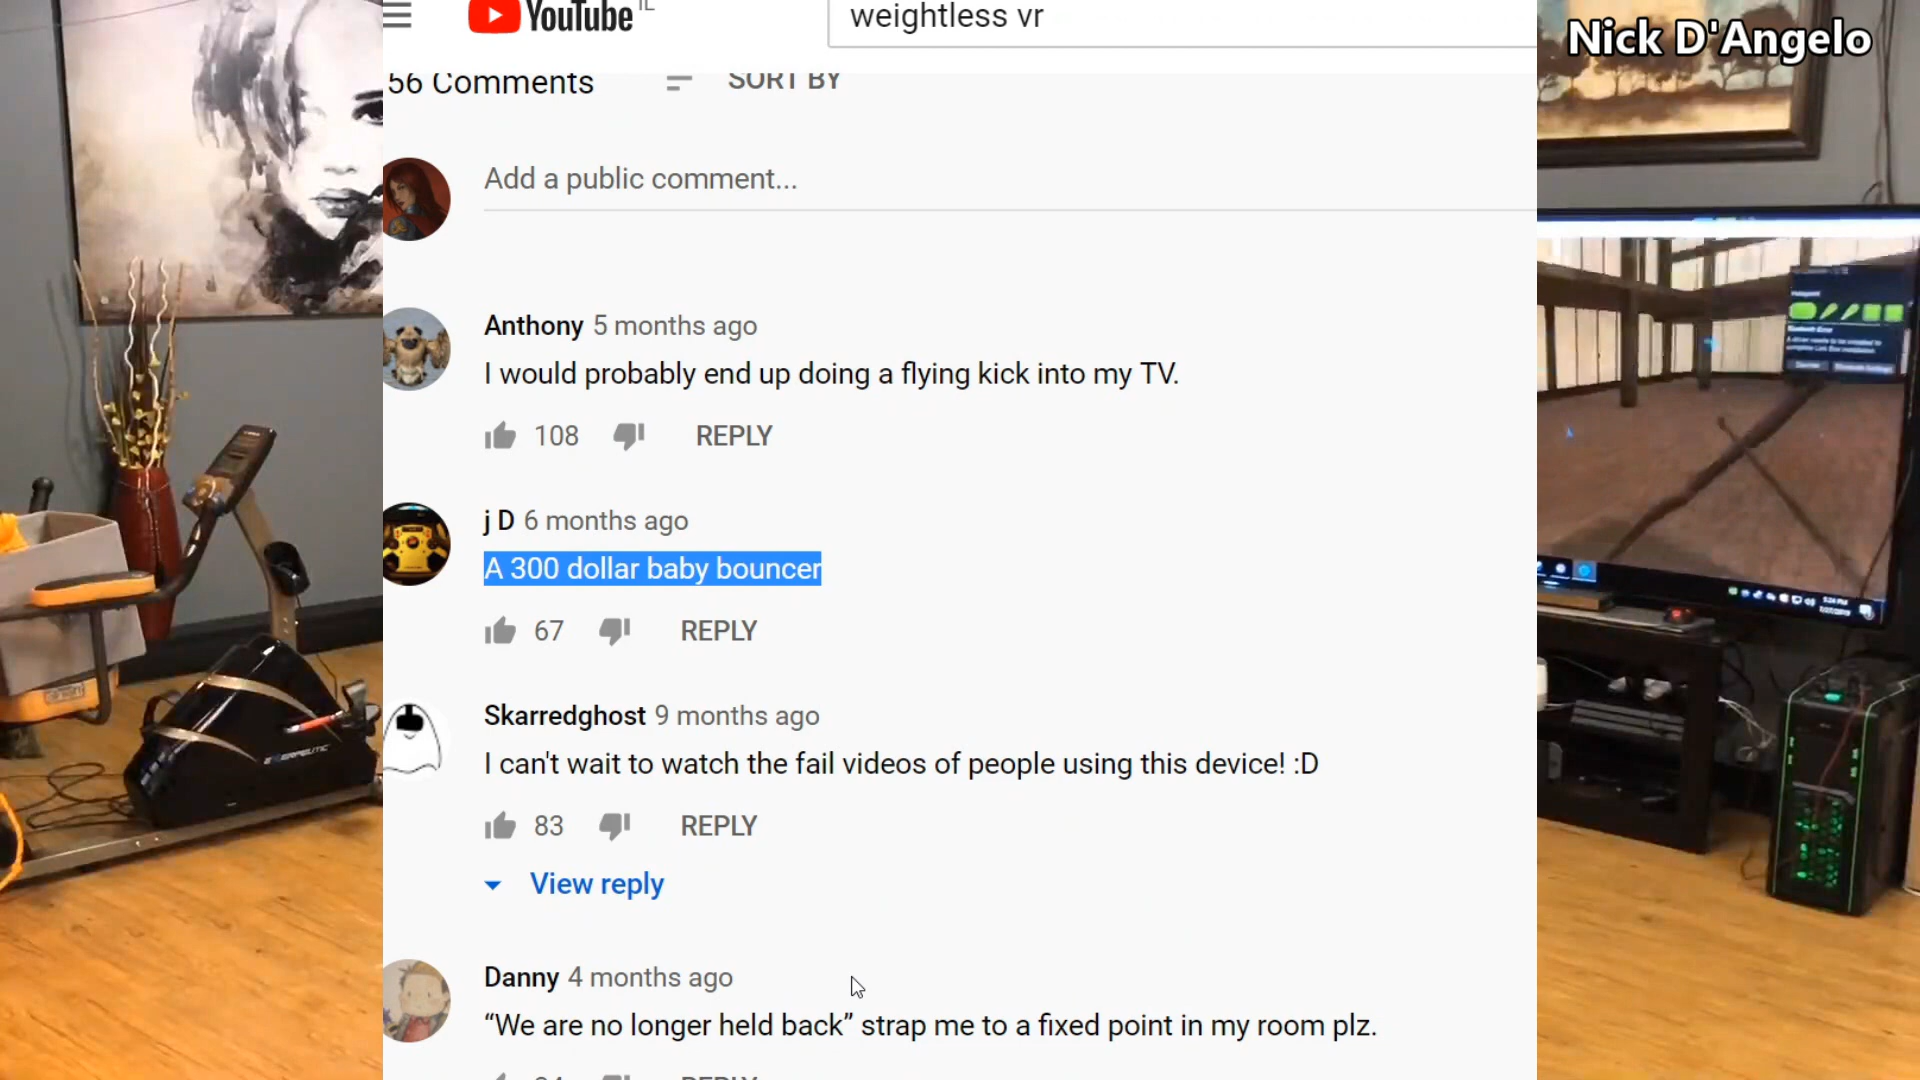 YouTube IL
weightless vr
Nick D'Angelo
56 Comments
SORT BY
Add a public comment...
Anthony 5 months ago
I would probably end up doing a flying kick into my TV.
108 REPLY
j D 6 months ago
A 300 dollar baby bouncer
67 REPLY
Skarredghost 9 months ago
I can't wait to watch the fail videos of people using this device! :D
83 REPLY
View reply
Danny 4 months ago
“We are no longer held back” strap me to a fixed point in my room plz.
REPLY